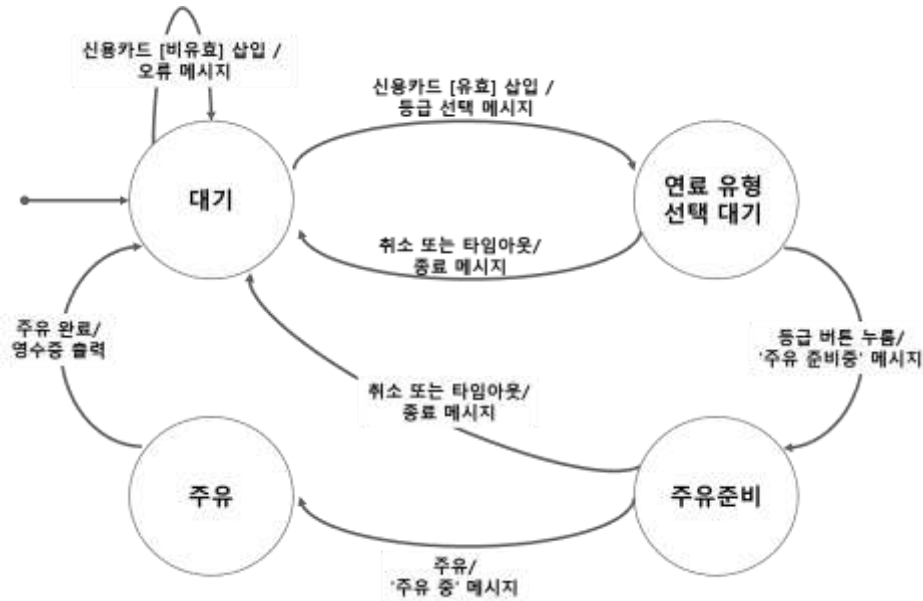 신용카드 [비유효] 삽입 /
오류 메시지
신용카드 [유효] 삽입 /
등급 선택 메시지
대기
연료 유형
선택 대기
취소 또는 타임아웃/
종료 메시지
주유 완료/
영수증 출력
등급 버튼 누름/
'주유 준비중' 메시지
취소 또는 타임아웃/
종료 메시지
주유
주유준비
주유/
'주유 중' 메시지